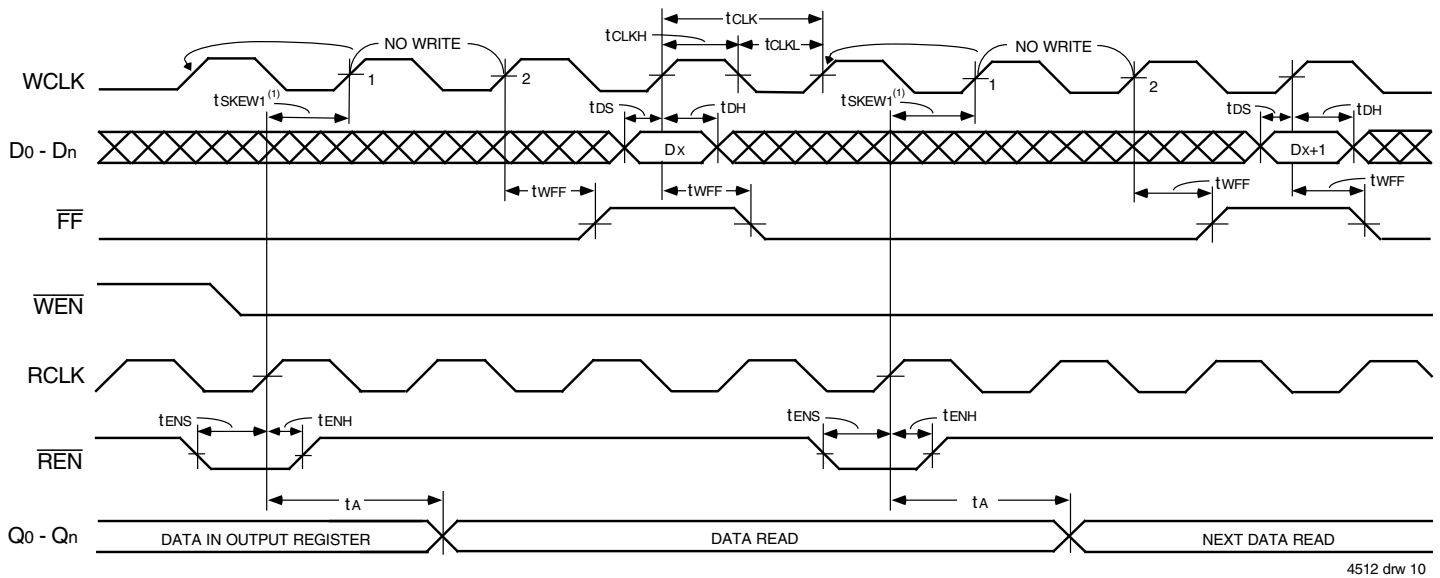 tCLK
tCLKH
tCLKL
NO WRITE
NO WRITE
WCLK
1
2
1
2
tSKEW1(1)
tDS
tDH
tSKEW1(1)
tDS
tDH
D0 - Dn
Dx
Dx+1
tWFF
tWFF
tWFF
tWFF
FF
WEN
RCLK
tENS
tENH
tENS
tENH
REN
tA
tA
Q0 - Qn
DATA IN OUTPUT REGISTER
DATA READ
NEXT DATA READ
4512 drw 10